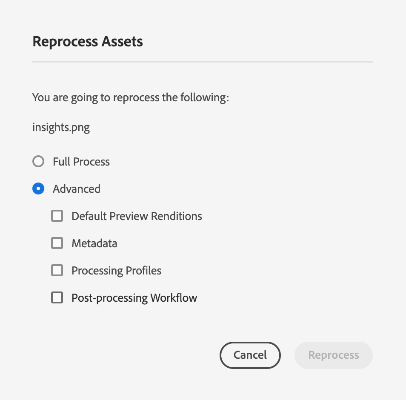 Reprocess Assets
You are going to reprocess the following:
insights.png
Full Process
Advanced
Default Preview Renditions
Metadata
Processing Profiles
Post-processing Workflow
Cancel
Reprocess